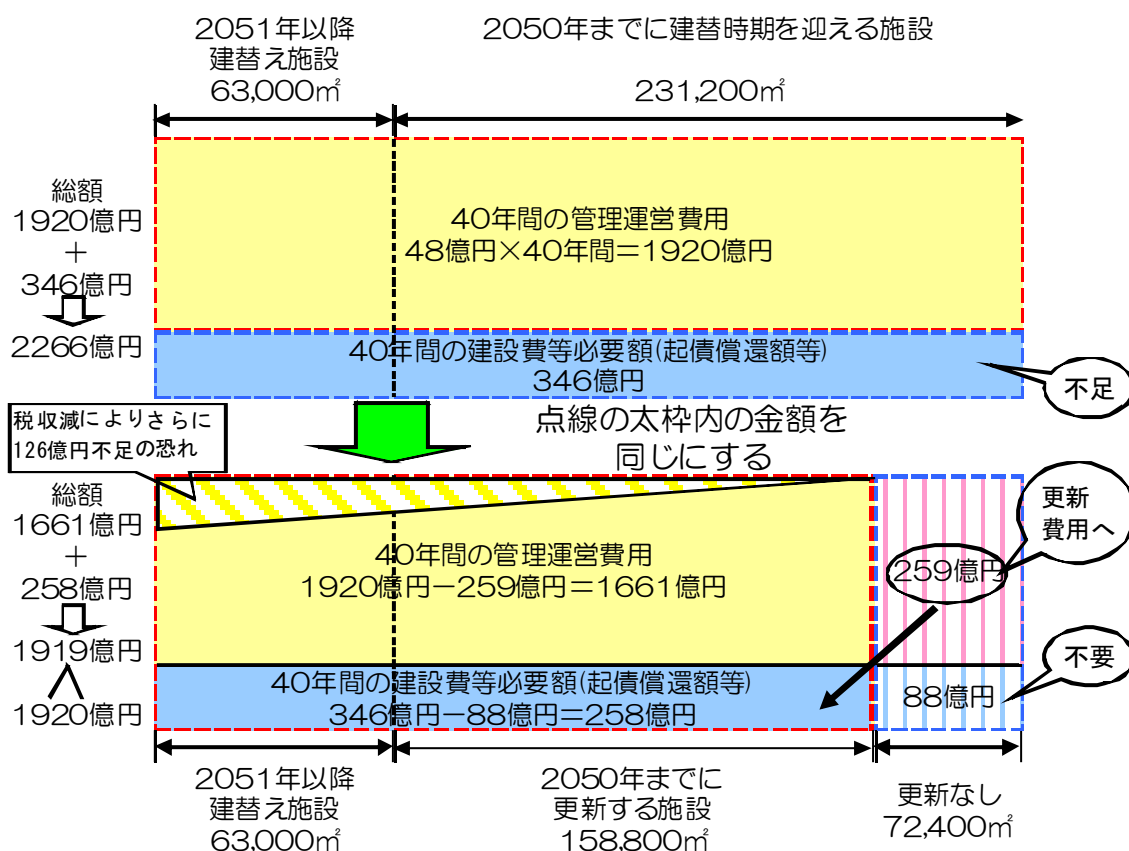 2051年以降
建替え施設
63,000㎡
2050年までに建替時期を迎える施設
231,200㎡
総額
1920億円
＋
346億円
2266億円
40年間の管理運営費用
48億円×40年間＝1920億円
40年間の建設費等必要額(起債償還額等)
346億円
不足
税収減によりさらに
126億円不足の恐れ
点線の太枠内の金額を
同じにする
総額
1661億円
＋
258億円
1919億円
＜
1920億円
40年間の管理運営費用
1920億円－259億円＝1661億円
259億円
更新
費用へ
40年間の建設費等必要額(起債償還額等)
346億円－88億円＝258億円
88億円
不要
2051年以降
建替え施設
63,000㎡
2050年までに
更新する施設
158,800㎡
更新なし
72,400㎡